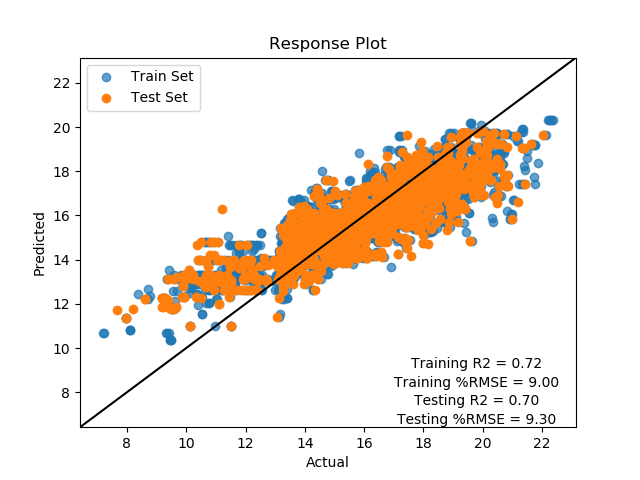 Response Plot
Train Set
Test Set
22
20
18
16
14
12
10
8
Predicted
Training R2 = 0.72
Training %RMSE = 9.00
Testing R2 = 0.70
Testing %RMSE = 9.30
8 10 12 14 16 18 20 22
Actual